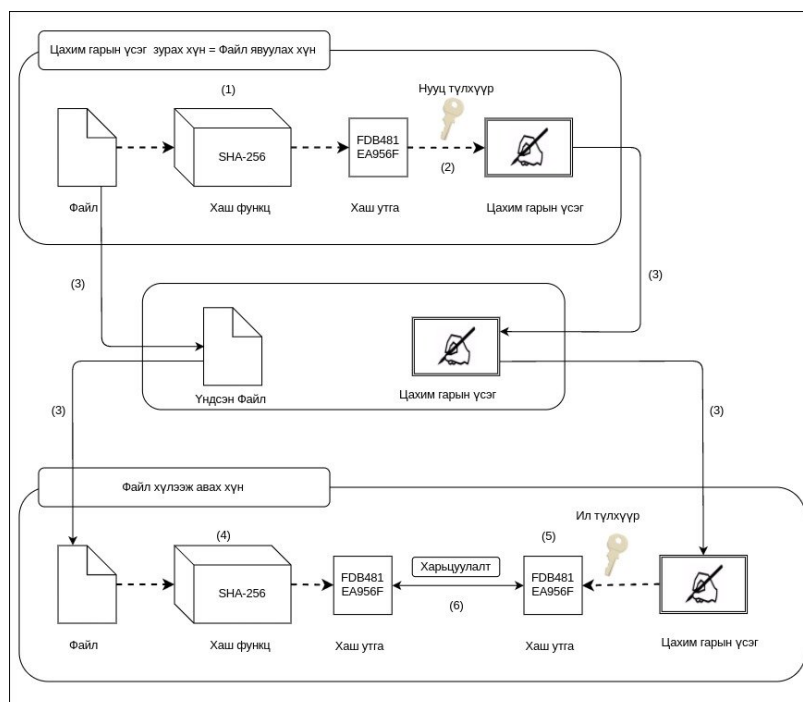 Цахим гарын үсэг зурах хүн = Файл явуулах хүн
(1)
Нууц түлхүүр
SHA-256
FDB481
EA956F
(2)
Файл
Хаш функц
Хаш утга
Цахим гарын үсэг
(3)
(3)
Үндсэн Файл
Цахим гарын үсэг
(3)
(3)
Файл хүлээж авах хүн
(4)
(5)
Ил түлхүүр
SHA-256
FDB481
EA956F
Харьцуулалт
(6)
FDB481
EA956F
Файл
Хаш функц
Хаш утга
Хаш утга
Цахим гарын үсэг